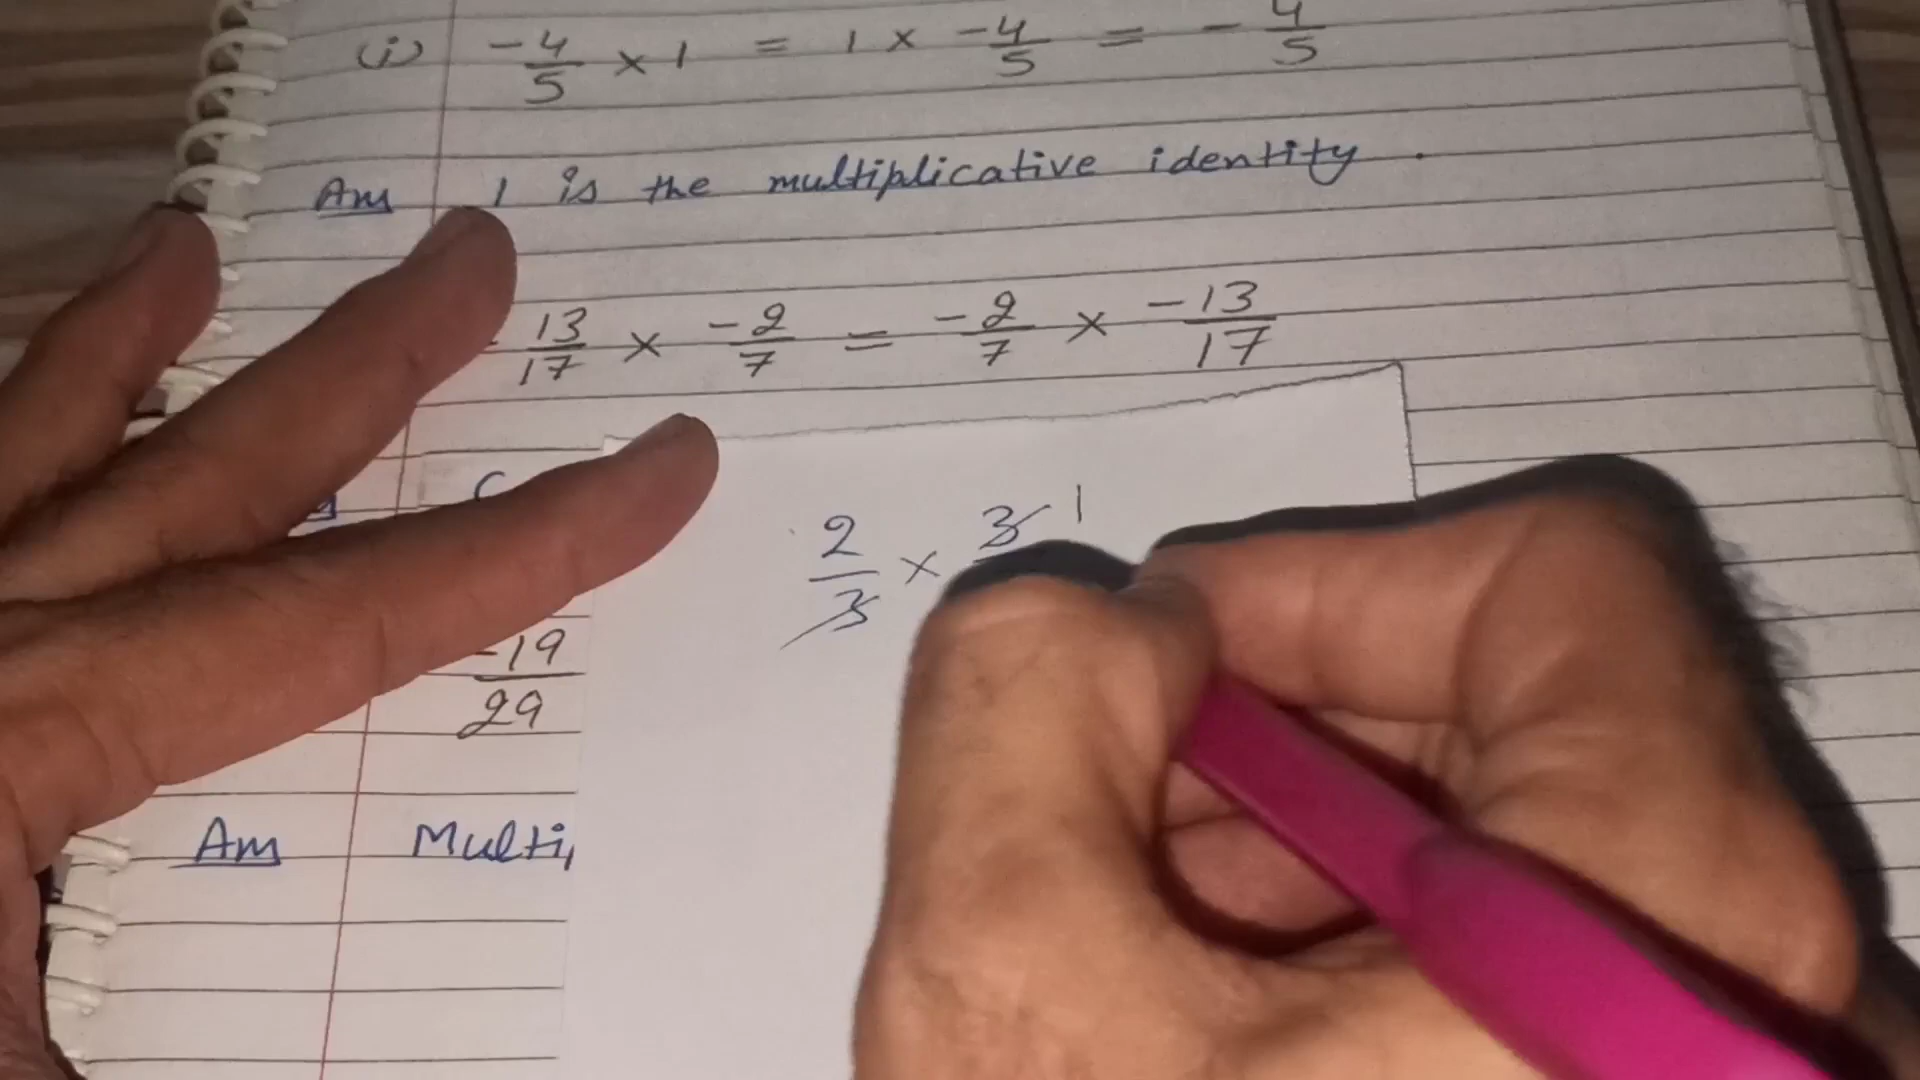 (i) -4/5 × 1 = 1 × -4/5 = -4/5
Ans 1 is the multiplicative identity.
-13/17 × -2/7 = -2/7 × -13/17
2/3 × 3 1
-19/29
Ans Multi